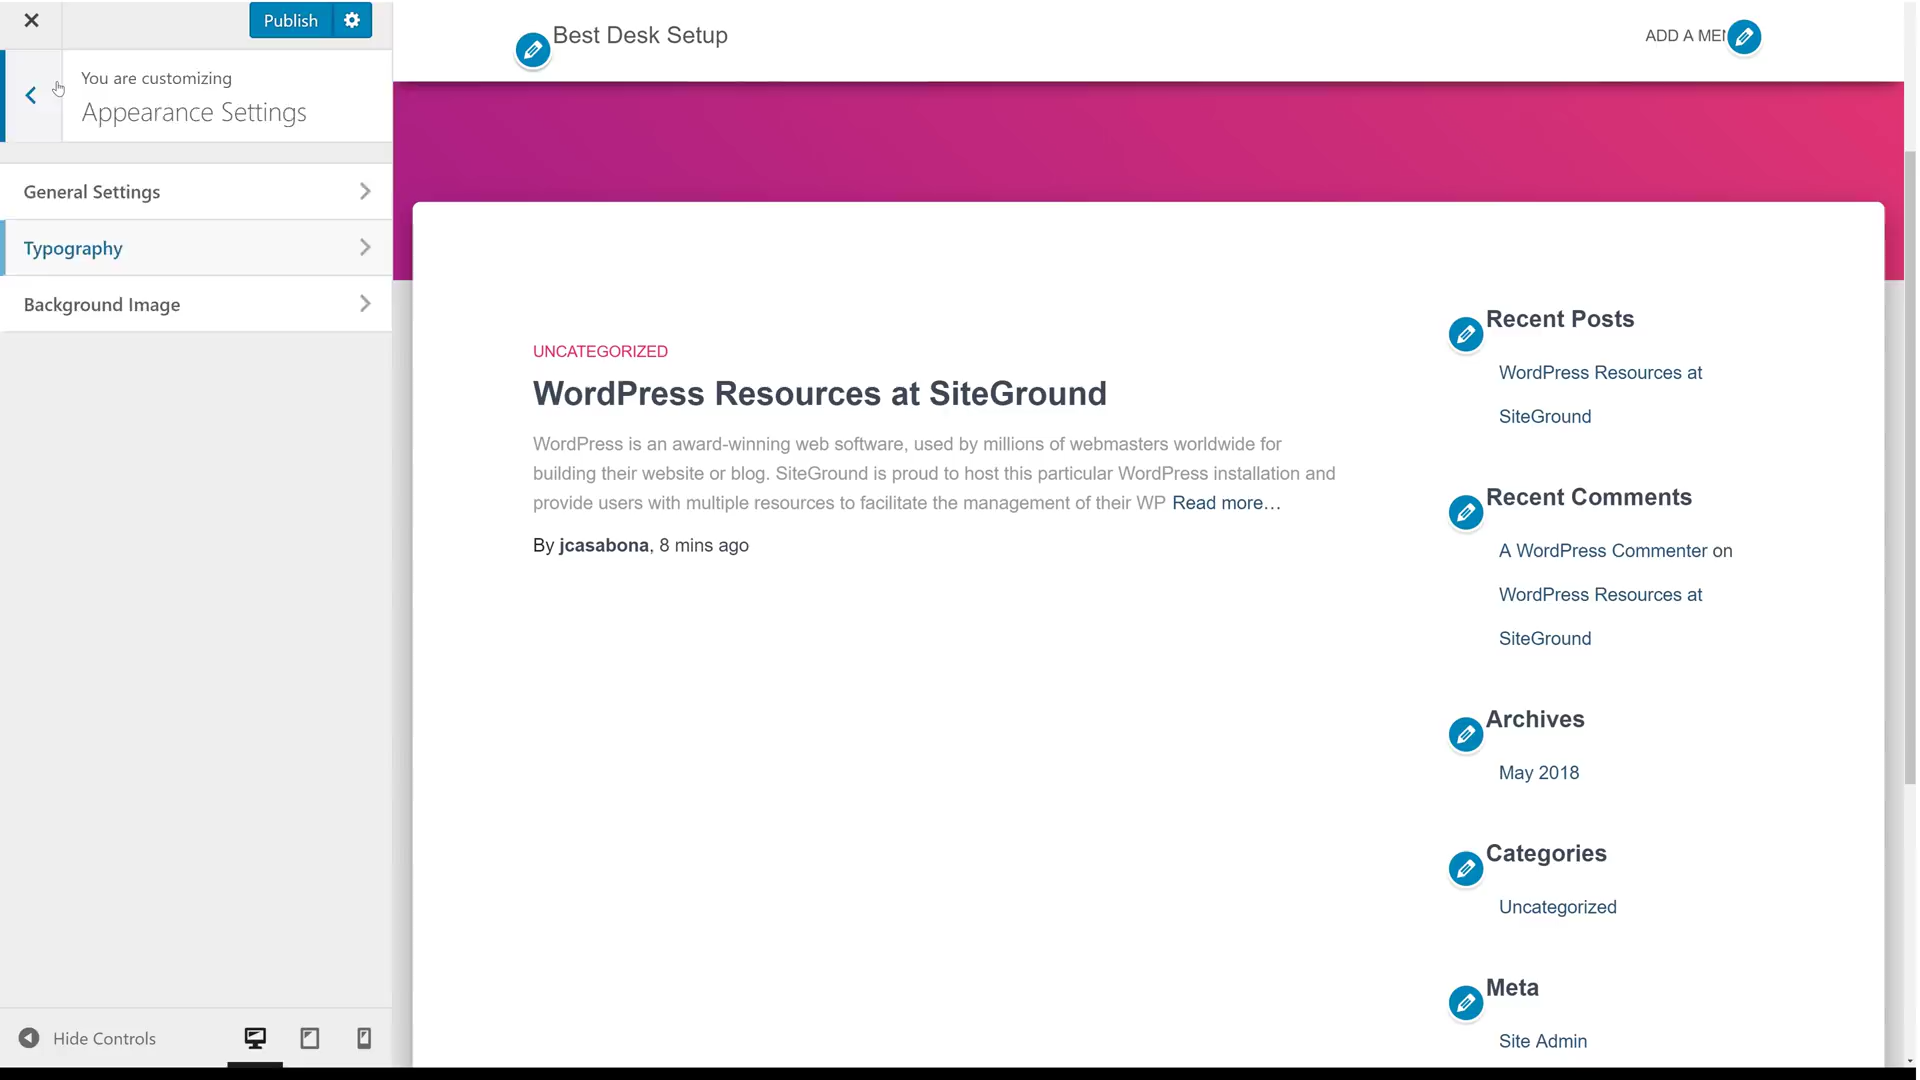 Publish
You are customizing
Appearance Settings
General Settings
Typography
Background Image
Hide Controls
Best Desk Setup
ADD A MEN
UNCATEGORIZED
WordPress Resources at SiteGround
WordPress is an award-winning web software, used by millions of webmasters worldwide for
building their website or blog. SiteGround is proud to host this particular WordPress installation and
provide users with multiple resources to facilitate the management of their WP Read more…
By jcasabona, 8 mins ago
Recent Posts
WordPress Resources at
SiteGround
Recent Comments
A WordPress Commenter on
WordPress Resources at
SiteGround
Archives
May 2018
Categories
Uncategorized
Meta
Site Admin